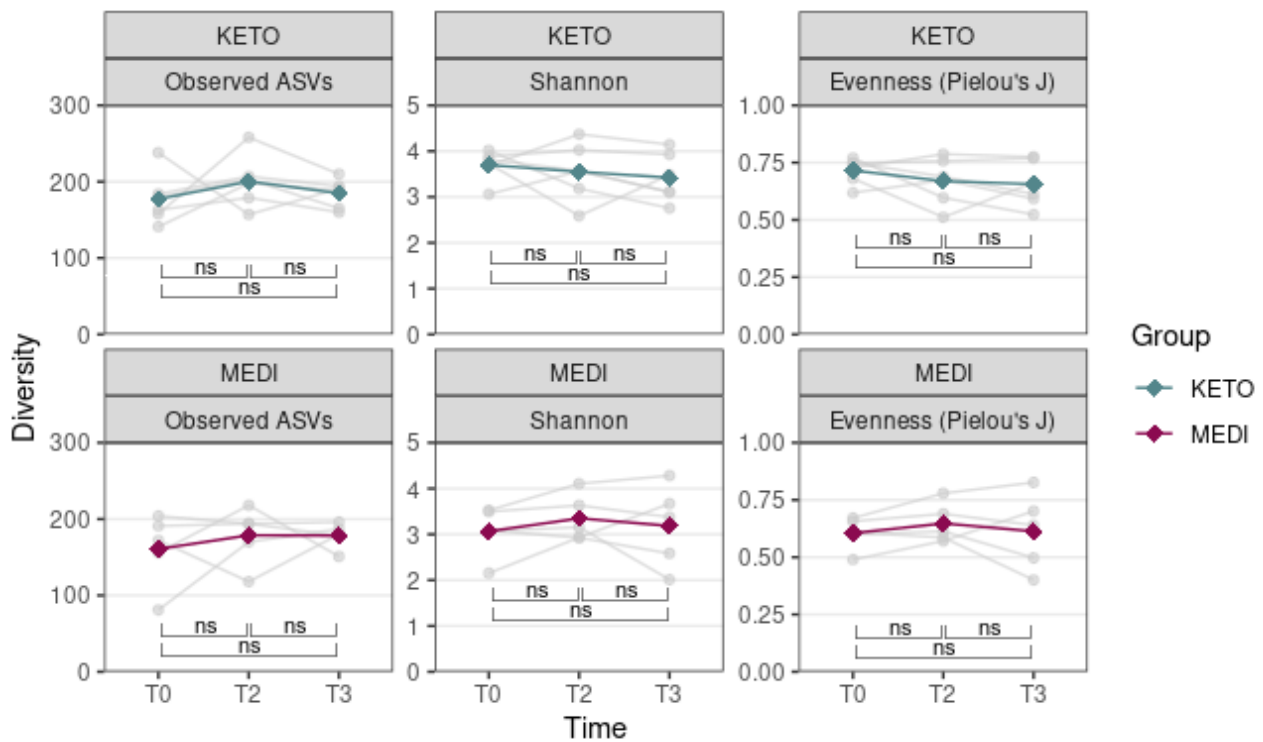 KETO
KETO
KETO
Observed ASVs
Shannon
Evenness (Pielou's J)
300
200
100
0
5
4
3
2
1
0
1.00
0.75
0.50
0.25
0.00
ns
ns
ns
ns
ns
ns
ns
ns
ns
MEDI
MEDI
MEDI
Observed ASVs
Shannon
Evenness (Pielou's J)
300
200
100
0
5
4
3
2
1
0
1.00
0.75
0.50
0.25
0.00
ns
ns
ns
ns
ns
ns
ns
ns
ns
T0
T2
T3
T0
T2
T3
T0
T2
T3
Diversity
Time
Group
KETO
MEDI